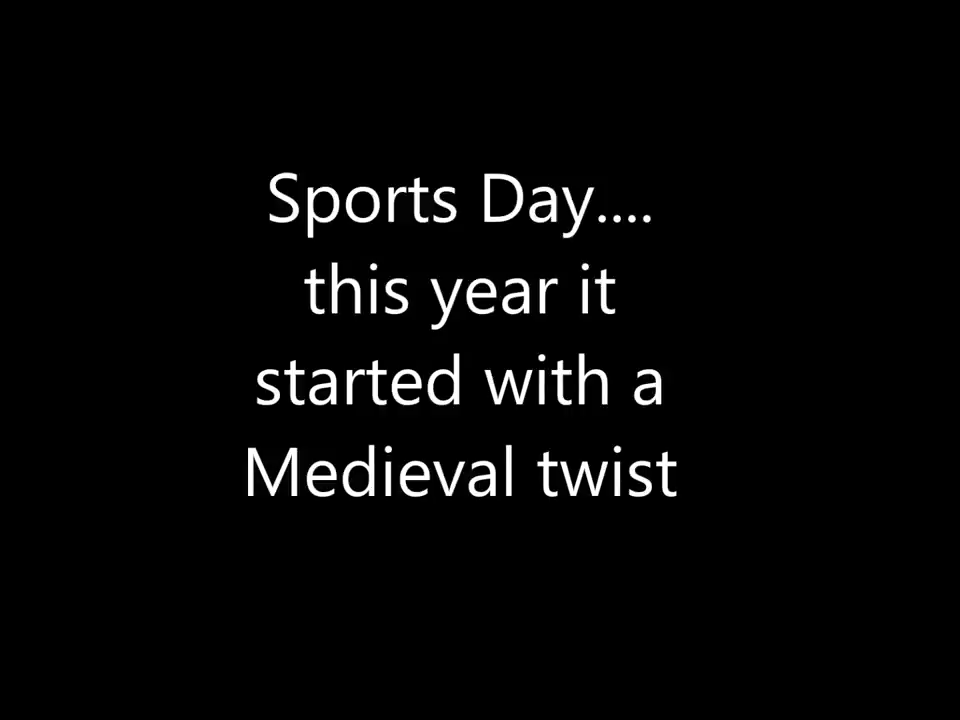 Sports Day....
this year it
started with a
Medieval twist